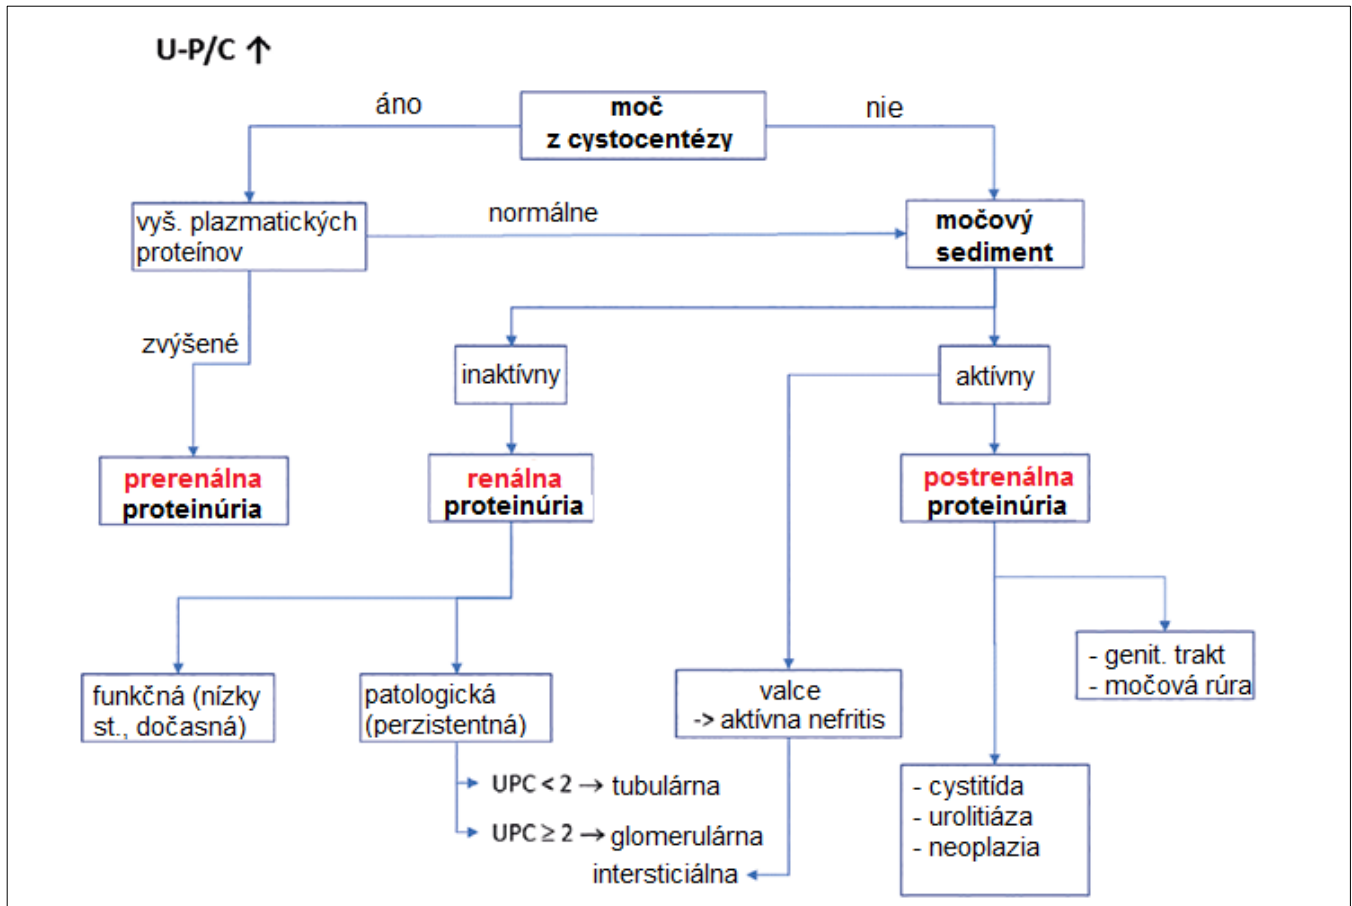 U-P/C ↑
áno
moč
z cystocentézy
nie
vyš. plazmatických
proteínov
normálne
močový
sediment
zvýšené
inaktívny
aktívny
prerenálna
proteinúria
renálna
proteinúria
postrenálna
proteinúria
funkčná (nízky
st., dočasná)
patologická
(perzistentná)
valce
-> aktívna nefritis
- genit. trakt
- močová rúra
UPC < 2 → tubulárna
UPC ≥ 2 → glomerulárna
intersticiálna
- cystitída
- urolitiáza
- neoplazia